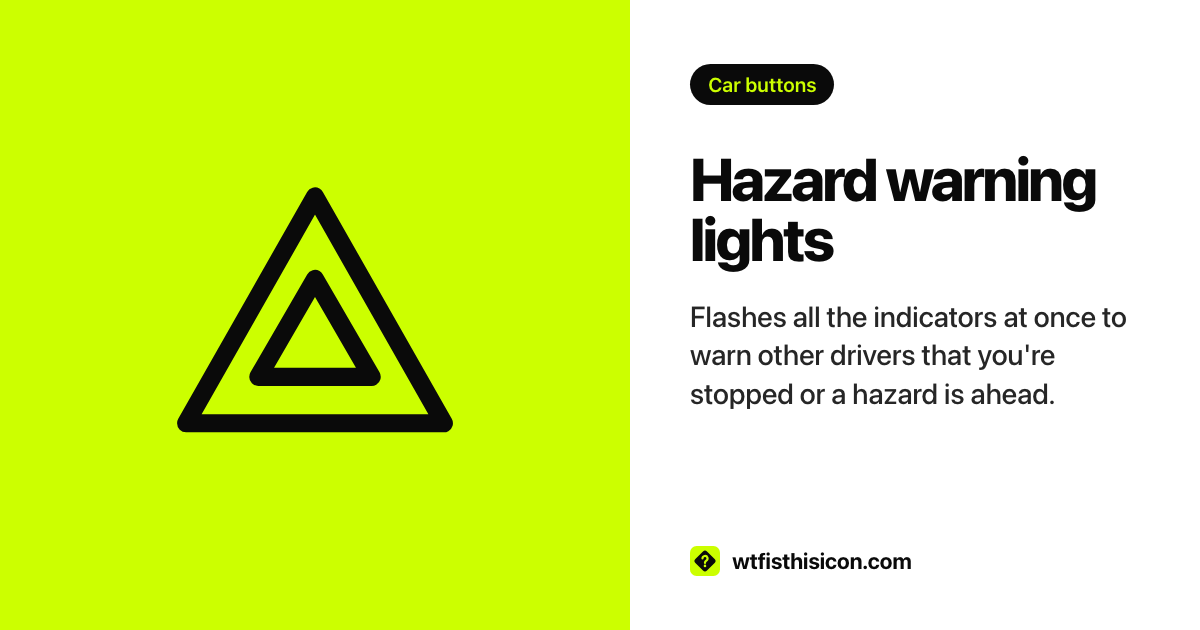 Car buttons
Hazard warning
lights
Flashes all the indicators at once to
warn other drivers that you're
stopped or a hazard is ahead.
?
wtfisthisicon.com